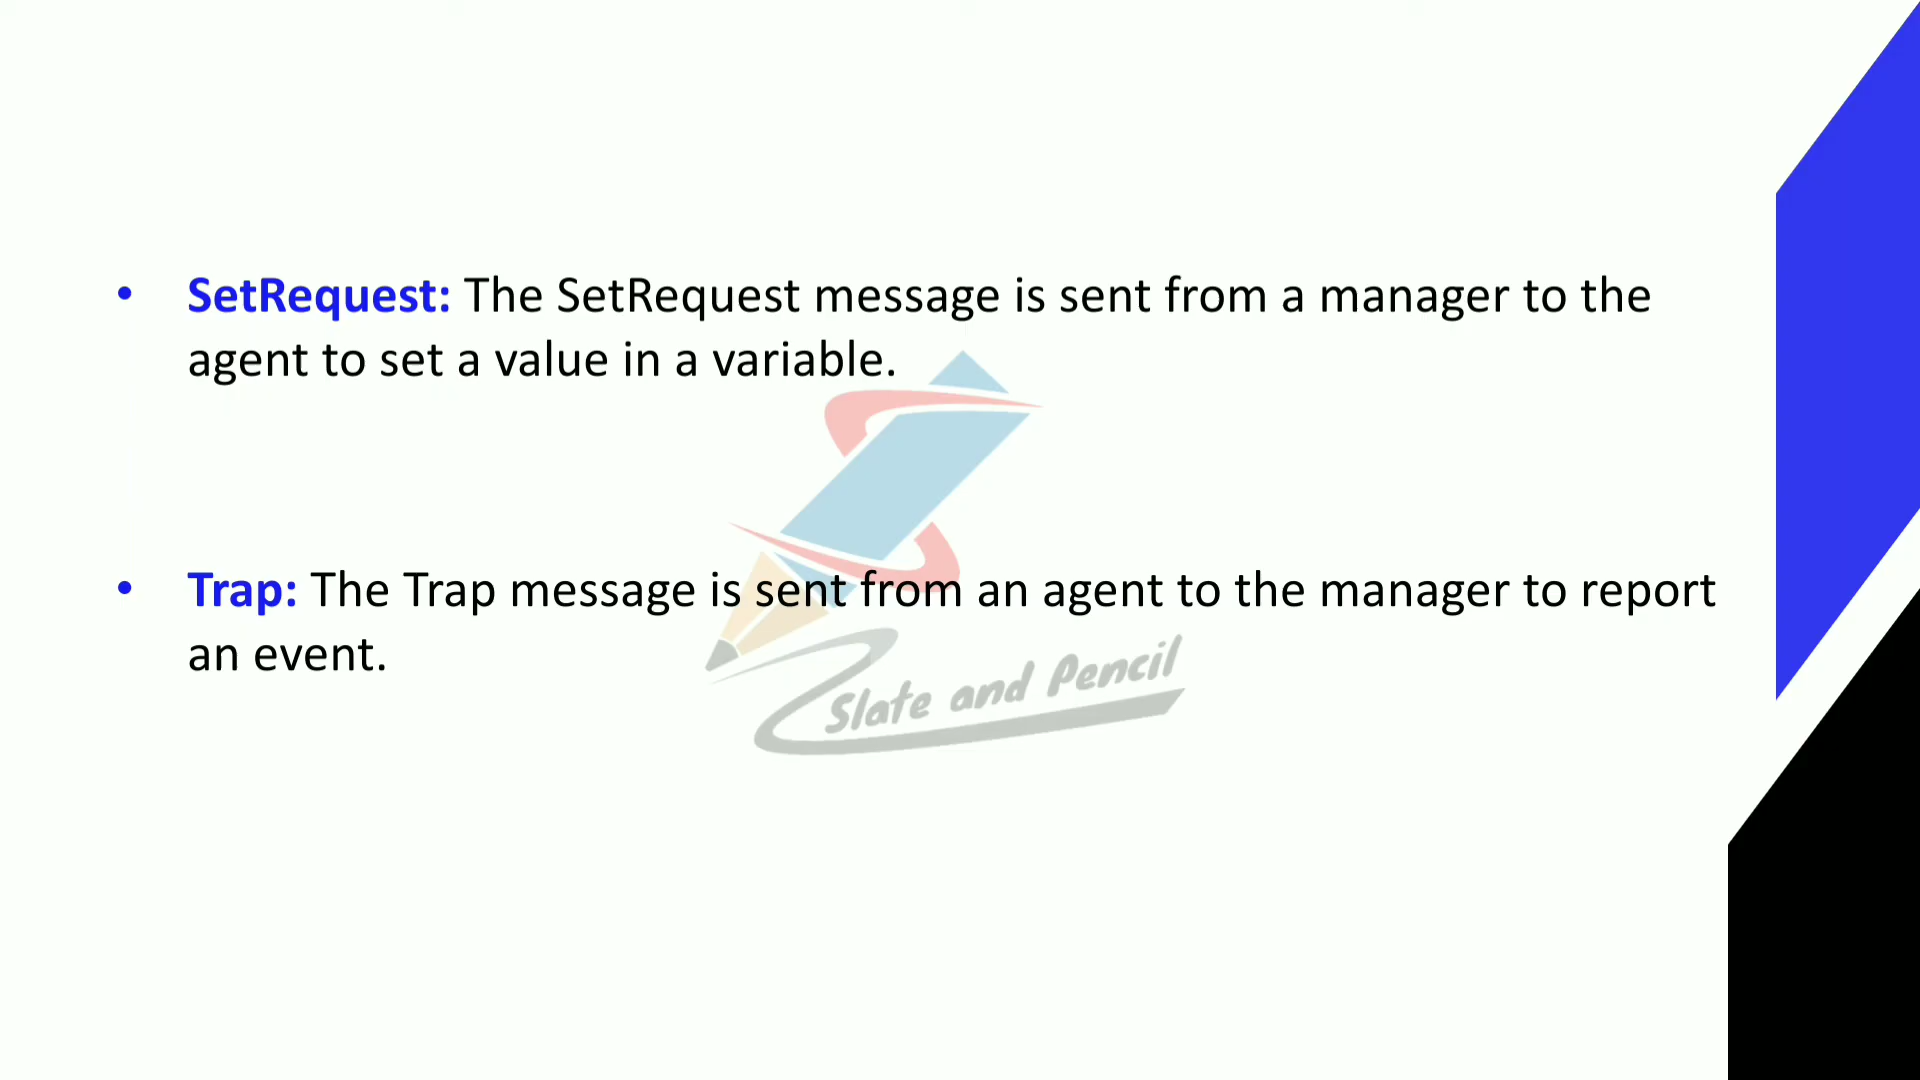 • SetRequest: The SetRequest message is sent from a manager to the
agent to set a value in a variable.
• Trap: The Trap message is sent from an agent to the manager to report
an event.
Slate and Pencil